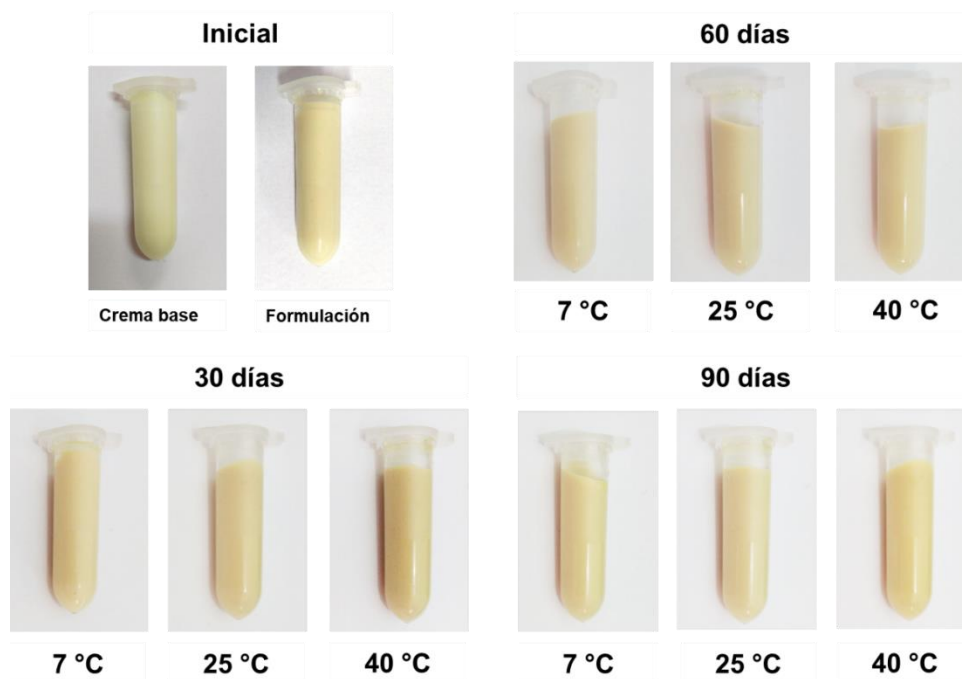 Inicial
Crema base
Formulación
60 días
7 °C
25 °C
40 °C
30 días
7 °C
25 °C
40 °C
90 días
7 °C
25 °C
40 °C